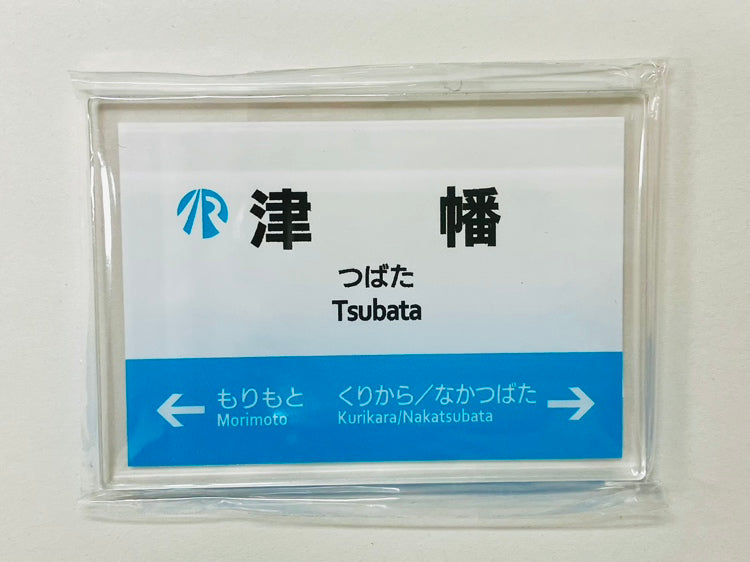 IR 津幡
つばた
Tsubata
← もりもと くりから/なかつばた →
Morimoto Kurikara/Nakatsubata